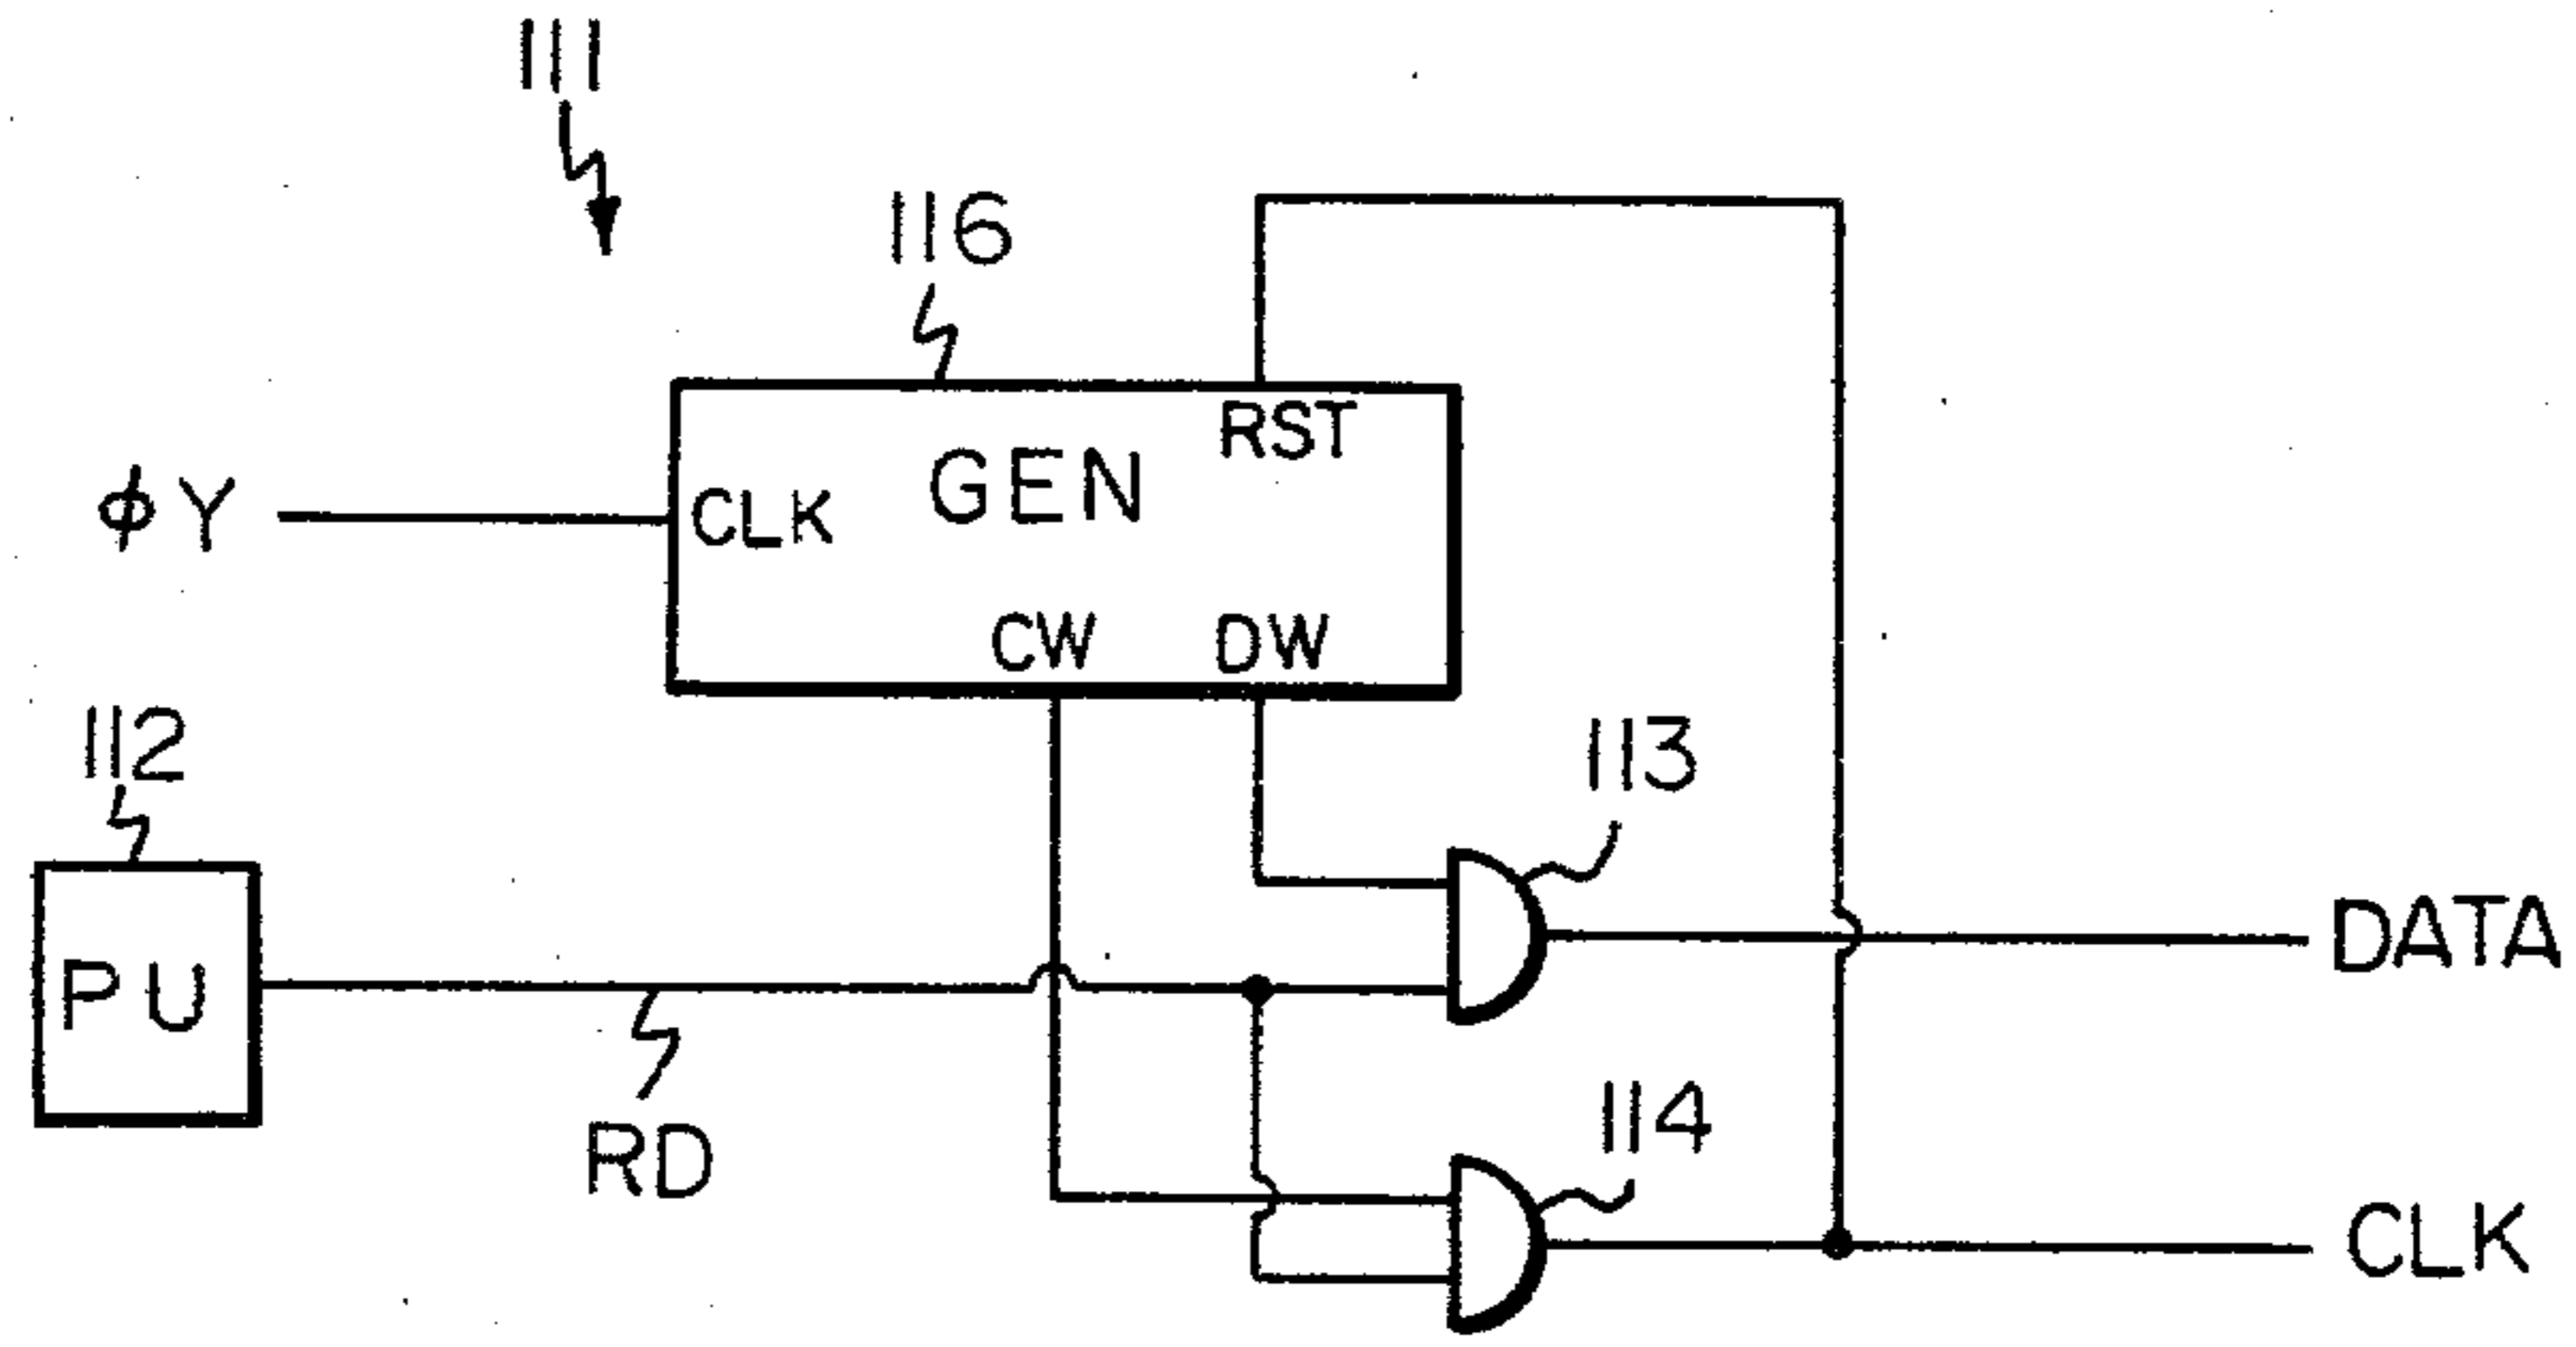 111
116
RST
GEN
φY
CLK
CW DW
112
113
PU
DATA
RD
114
CLK